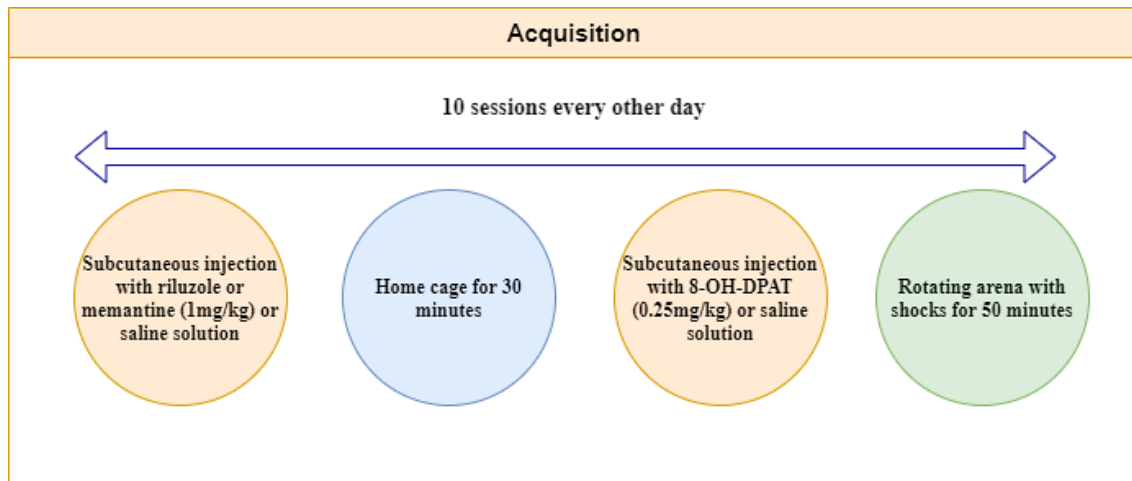 Acquisition
10 sessions every other day
Subcutaneous injection
with riluzole or
memantine (1mg/kg) or
saline solution
Home cage for 30
minutes
Subcutaneous injection
with 8-OH-DPAT
(0.25mg/kg) or saline
solution
Rotating arena with
shocks for 50 minutes